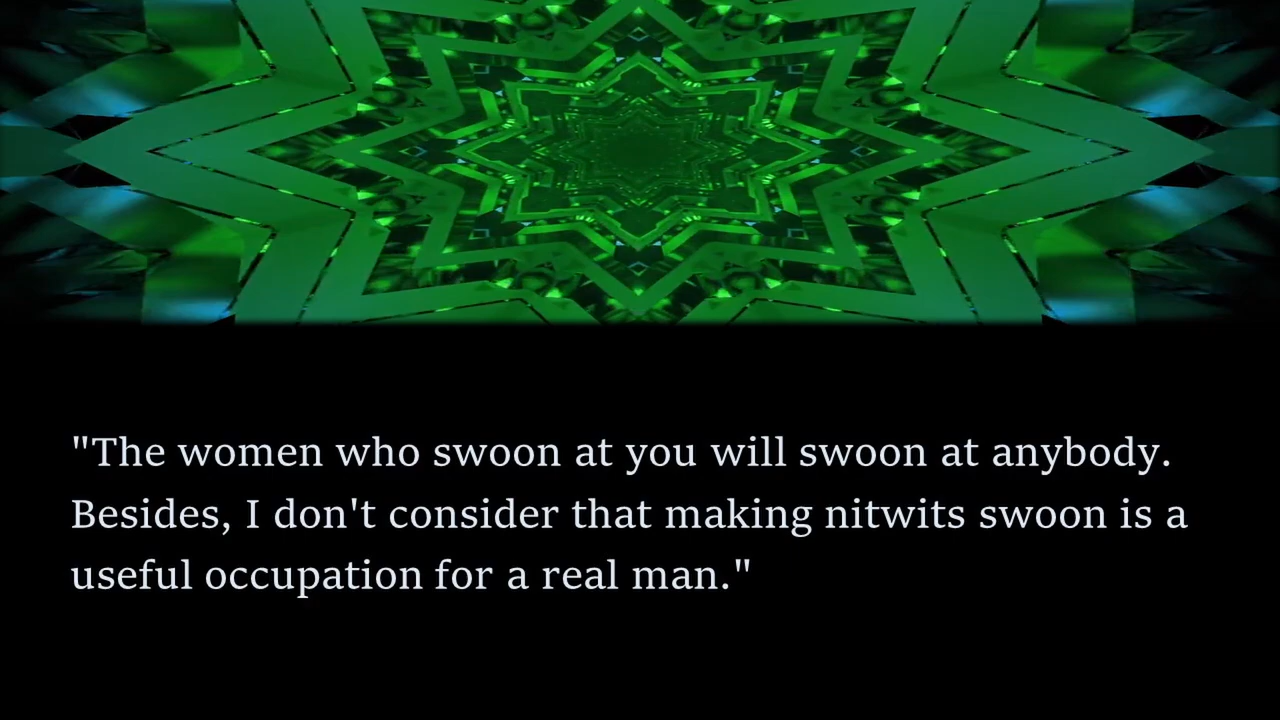 "The women who swoon at you will swoon at anybody.
Besides, I don't consider that making nitwits swoon is a
useful occupation for a real man."